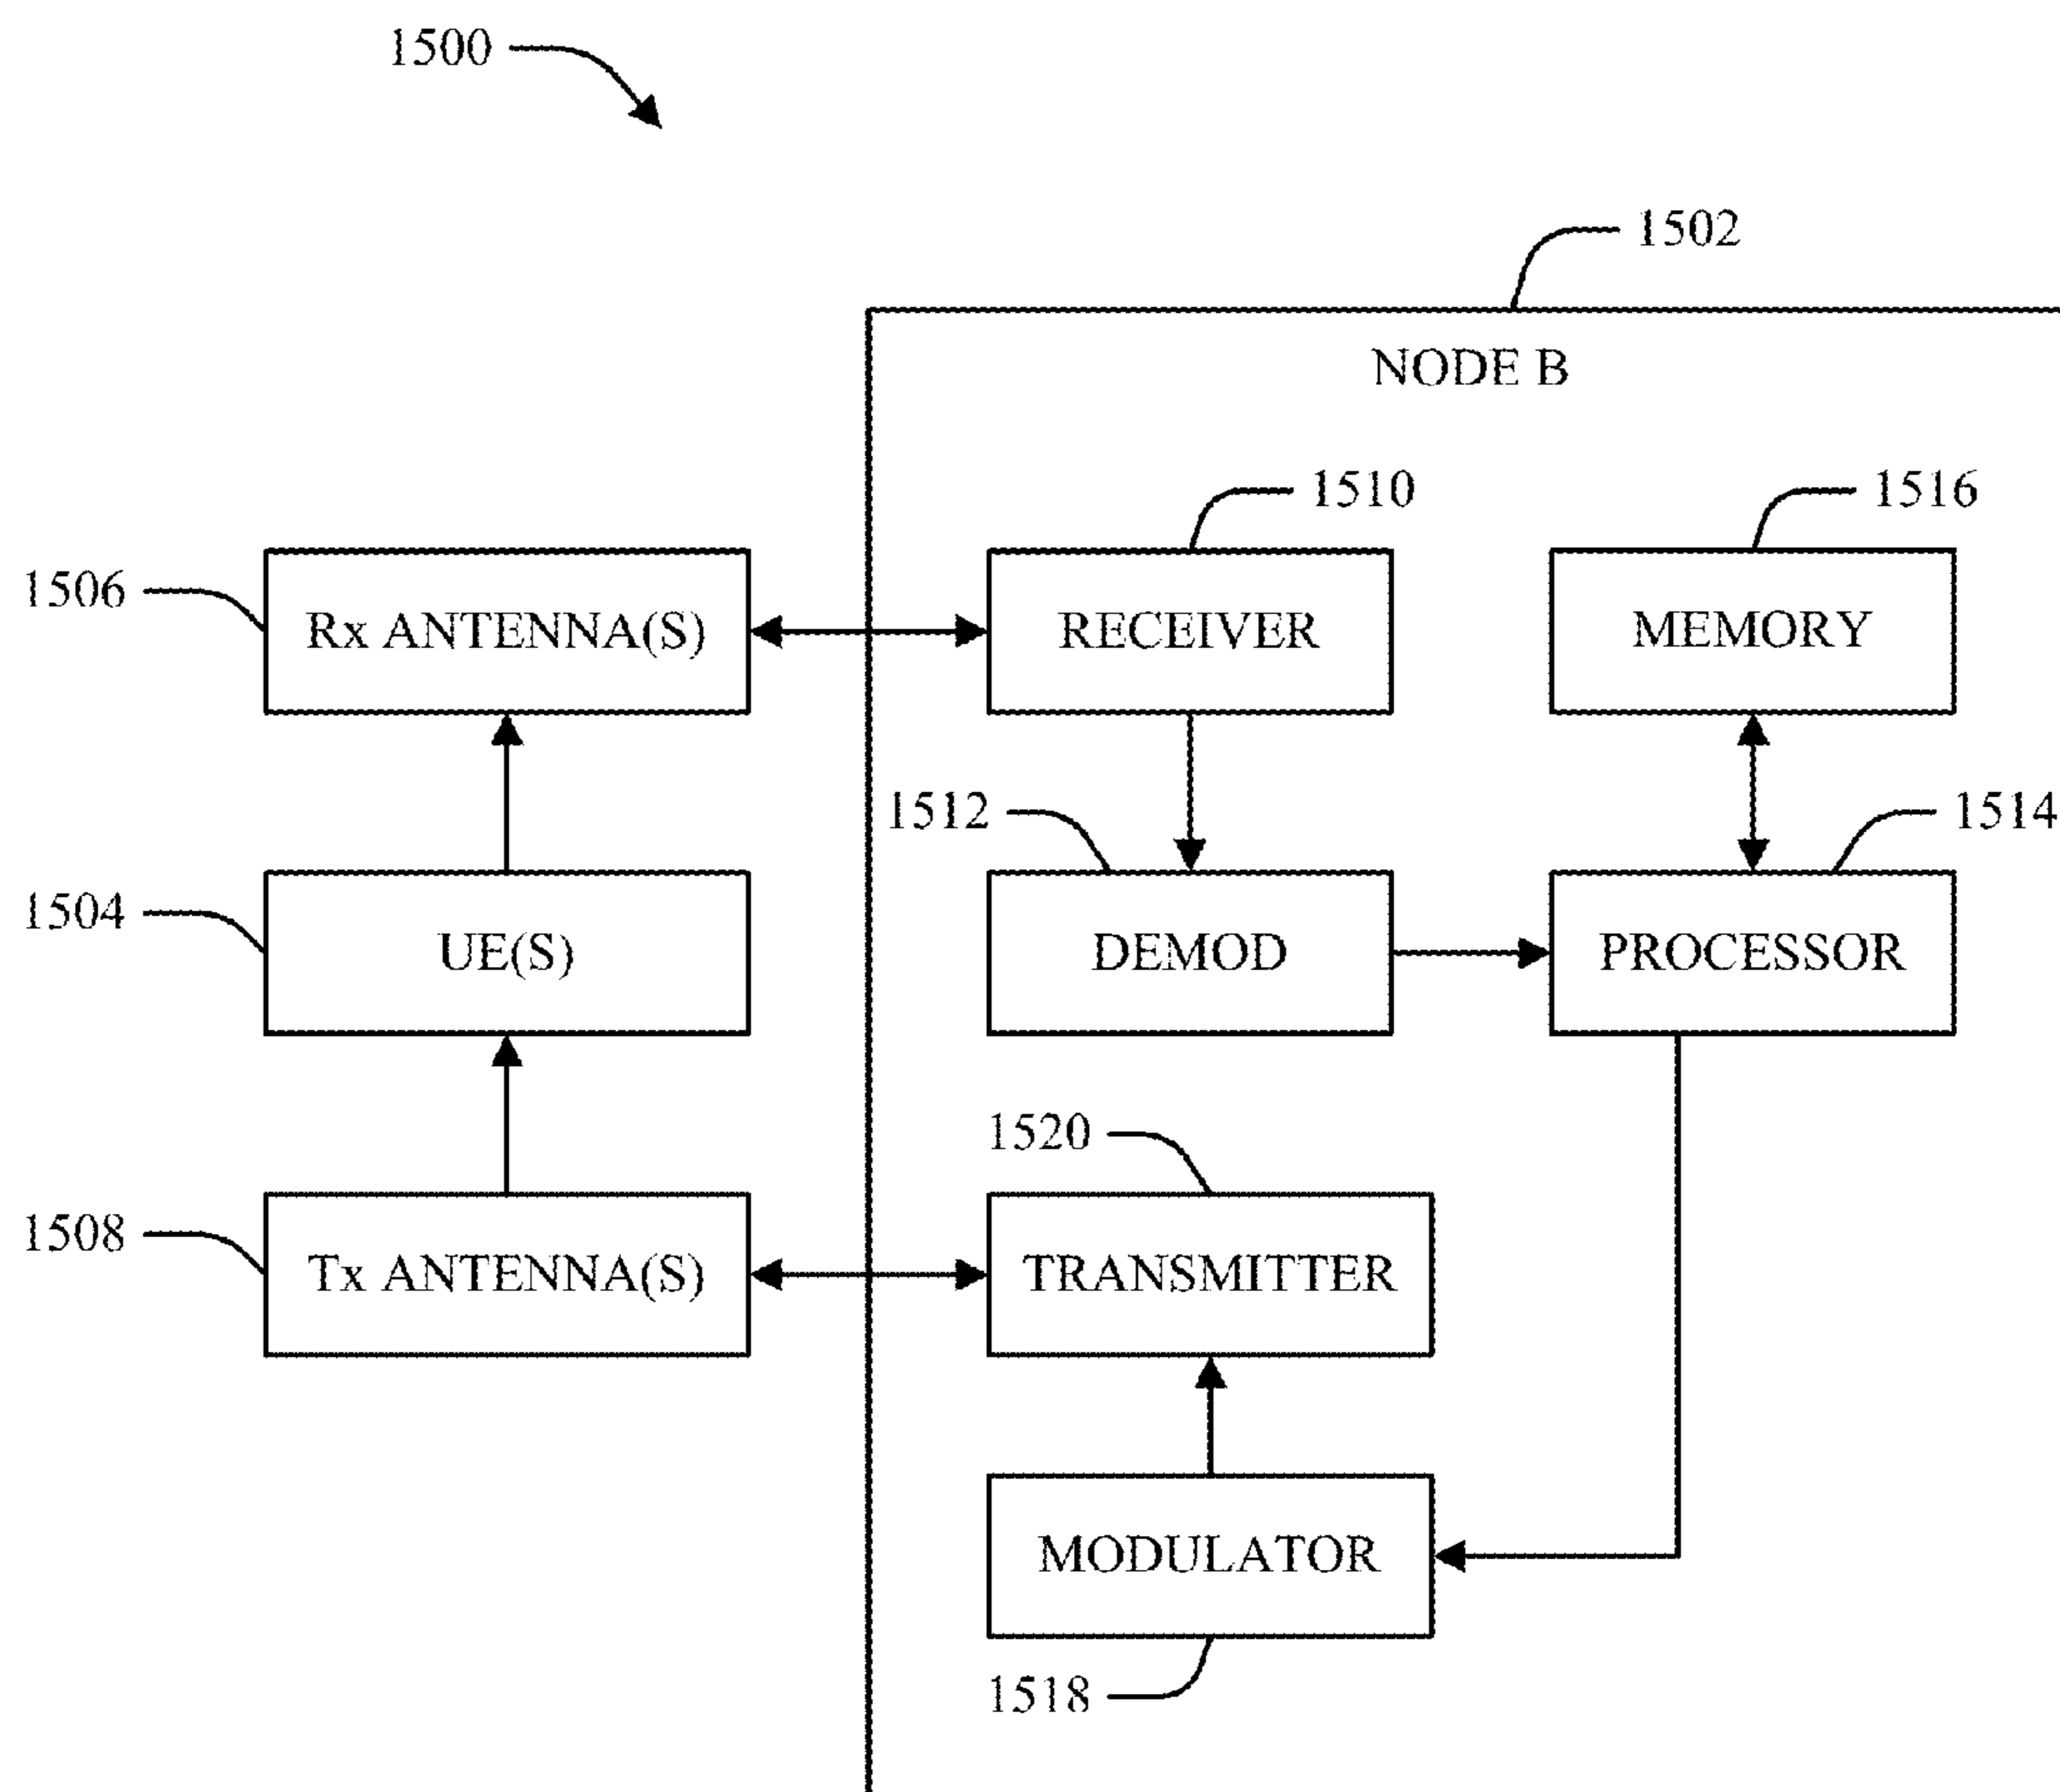 1500
1502
NODE B
1510
1516
1506
Rx ANTENNA(S)
RECEIVER
MEMORY
1512
1514
1504
UE(S)
DEMOD
PROCESSOR
1520
1508
Tx ANTENNA(S)
TRANSMITTER
MODULATOR
1518